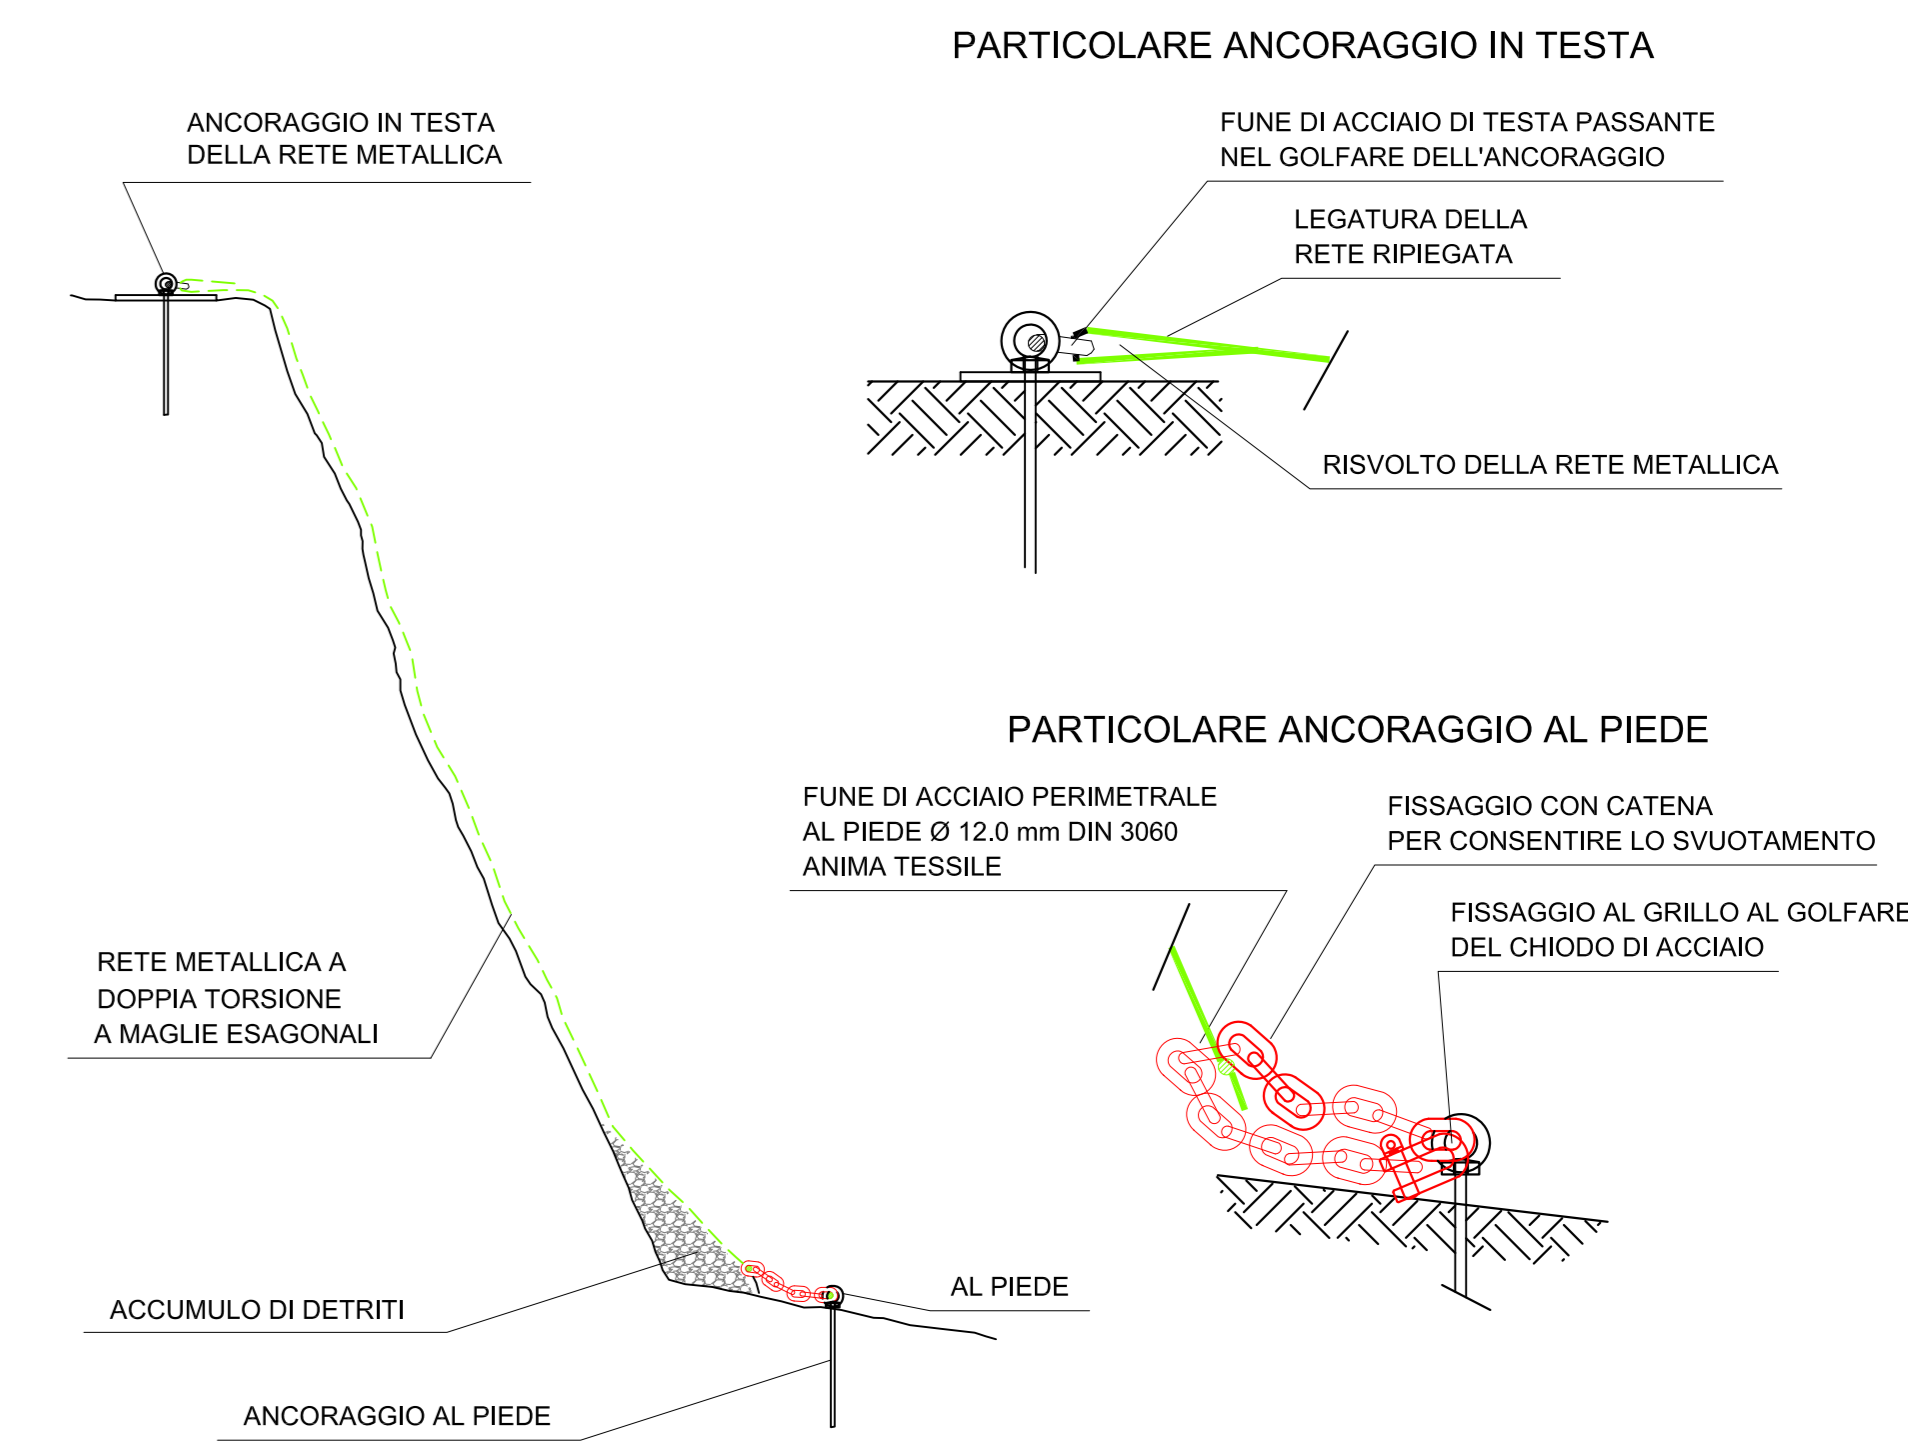 PARTICOLARE ANCORAGGIO IN TESTA
ANCORAGGIO IN TESTA
DELLA RETE METALLICA
FUNE DI ACCIAIO DI TESTA PASSANTE
NEL GOLFARE DELL'ANCORAGGIO
LEGATURA DELLA
RETE RIPIEGATA
RISVOLTO DELLA RETE METALLICA
PARTICOLARE ANCORAGGIO AL PIEDE
FUNE DI ACCIAIO PERIMETRALE
AL PIEDE Ø 12.0 mm DIN 3060
ANIMA TESSILE
FISSAGGIO CON CATENA
PER CONSENTIRE LO SVUOTAMENTO
FISSAGGIO AL GRILLO AL GOLFARE
DEL CHIODO DI ACCIAIO
RETE METALLICA A
DOPPIA TORSIONE
A MAGLIE ESAGONALI
ACCUMULO DI DETRITI
AL PIEDE
ANCORAGGIO AL PIEDE